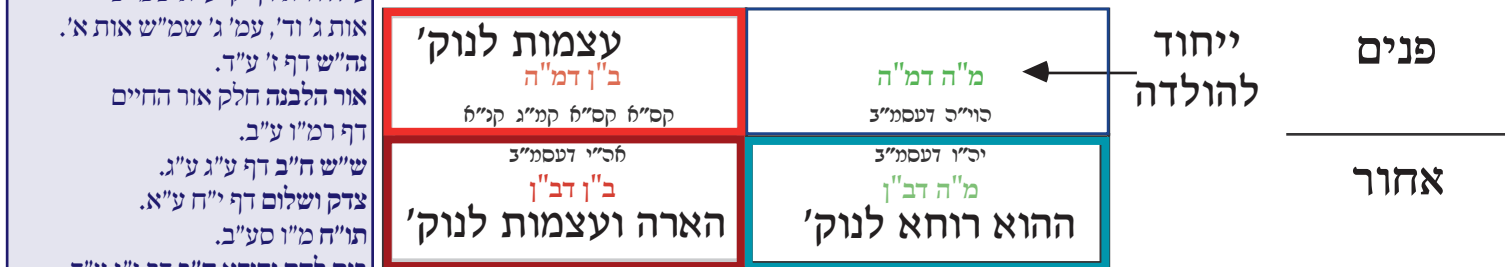 פנים
אחור
ייחוד
להולדה
מ"ה דמ"ה
הוי״ה דעסמ״ב
עצמות לנוק׳
ב"ן דמ"ה
קס״א קס״א קמ״ג קנ״א
יה״ו דעסמ״ב
מ"ה דב"ן
ההוא רוחא לנוק׳
אה״י דעסמ״ב
ב"ן דב"ן
הארה ועצמות לנוק׳
אות ג׳ וד׳, עמ׳ ג׳ שמ״ש אות א׳.
נה״ש דף ז׳ ע״ד.
אור הלבנה חלק אור החיים
דף רמ״ו ע״ב.
ש״ש ח״ב דף ע״ג ע״ג.
צדק ושלום דף י״ח ע״א.
תו״ח מ״ו סע״ב.